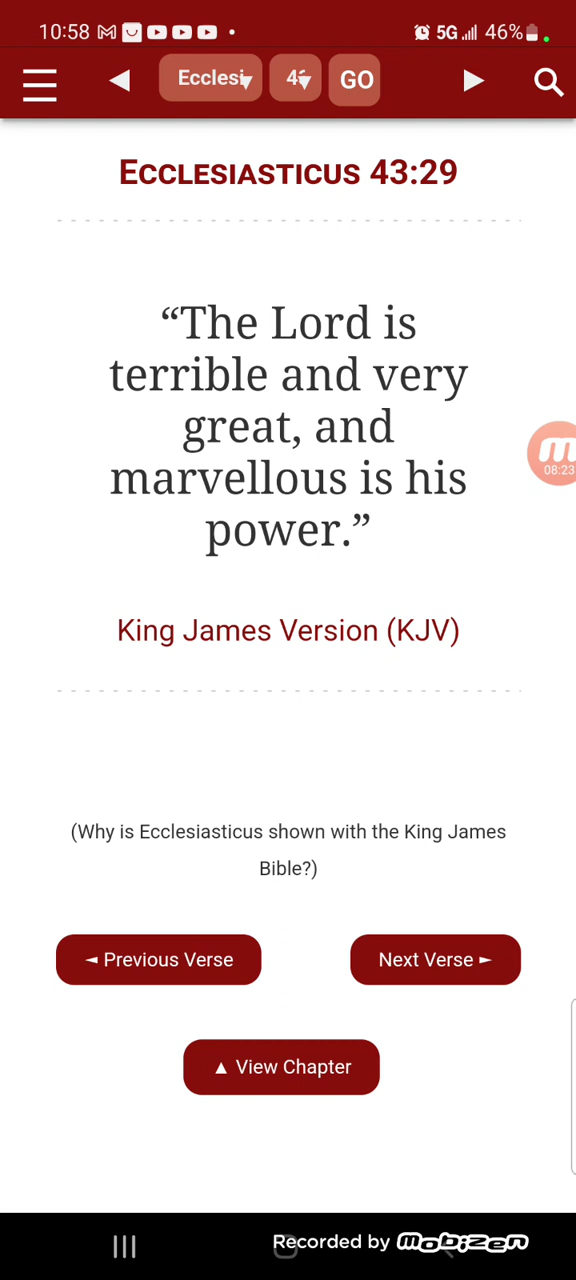 10:58 5G 46%
Ecclesi GO
ECCLESIASTICUS 43:29
“The Lord is
terrible and very
great, and
marvellous is his
power.”
08:23
King James Version (KJV)
(Why is Ecclesiasticus shown with the King James
Bible?)
◄ Previous Verse Next Verse ►
▲ View Chapter
Recorded by Mobizen